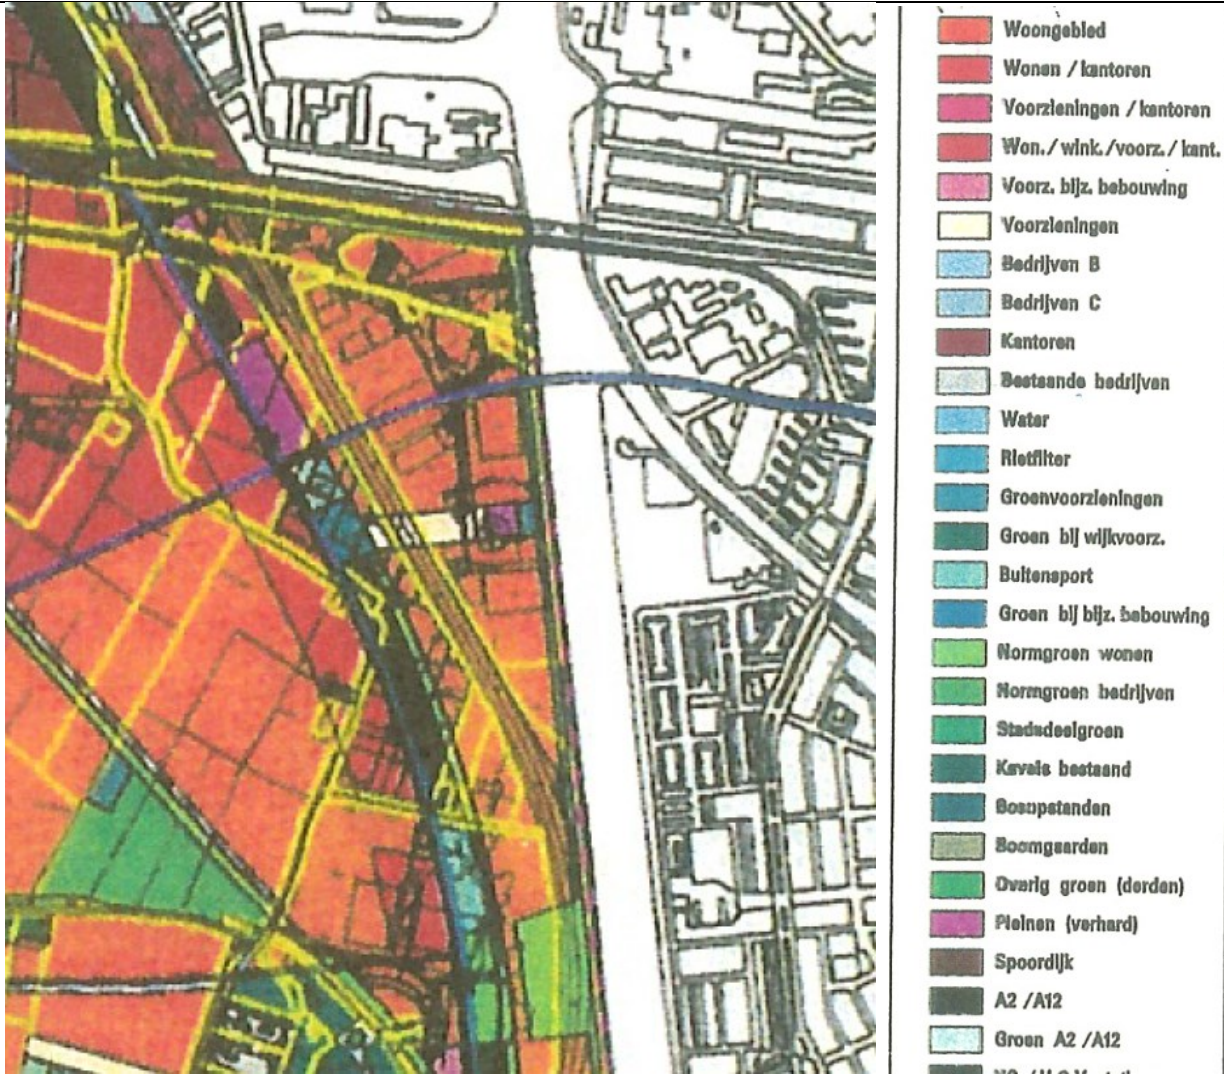 Woongebied
Wonen / kantoren
Voorzieningen / kantoren
Won./ wink./voorz./ kant.
Voorz. bijz. bebouwing
Voorzieningen
Bedrijven B
Bedrijven C
Kantoren
Bestaande bedrijven
Water
Rietfilter
Groenvoorzieningen
Groen bij wijkvoorz.
Buitensport
Groen bij bijz. bebouwing
Normgroen wonen
Normgroen bedrijven
Stadsdeelgroen
Kavels bestaand
Bosopstanden
Boomgaarden
Overig groen (derden)
Pleinen (verhard)
Spoordijk
A2 /A12
Groen A2 /A12